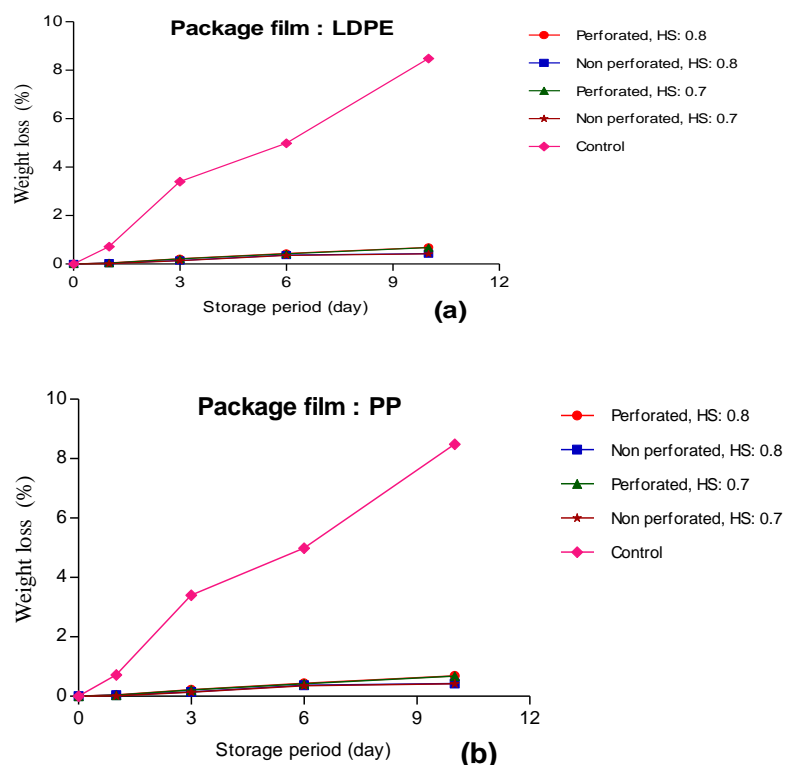 Package film : LDPE
Weight loss (%)
10
8
6
4
2
0
0 3 6 9 12
Storage period (day)
(a)
Perforated, HS: 0.8
Non perforated, HS: 0.8
Perforated, HS: 0.7
Non perforated, HS: 0.7
Control
Package film : PP
Weight loss (%)
10
8
6
4
2
0
0 3 6 9 12
Storage period (day)
(b)
Perforated, HS: 0.8
Non perforated, HS: 0.8
Perforated, HS: 0.7
Non perforated, HS: 0.7
Control